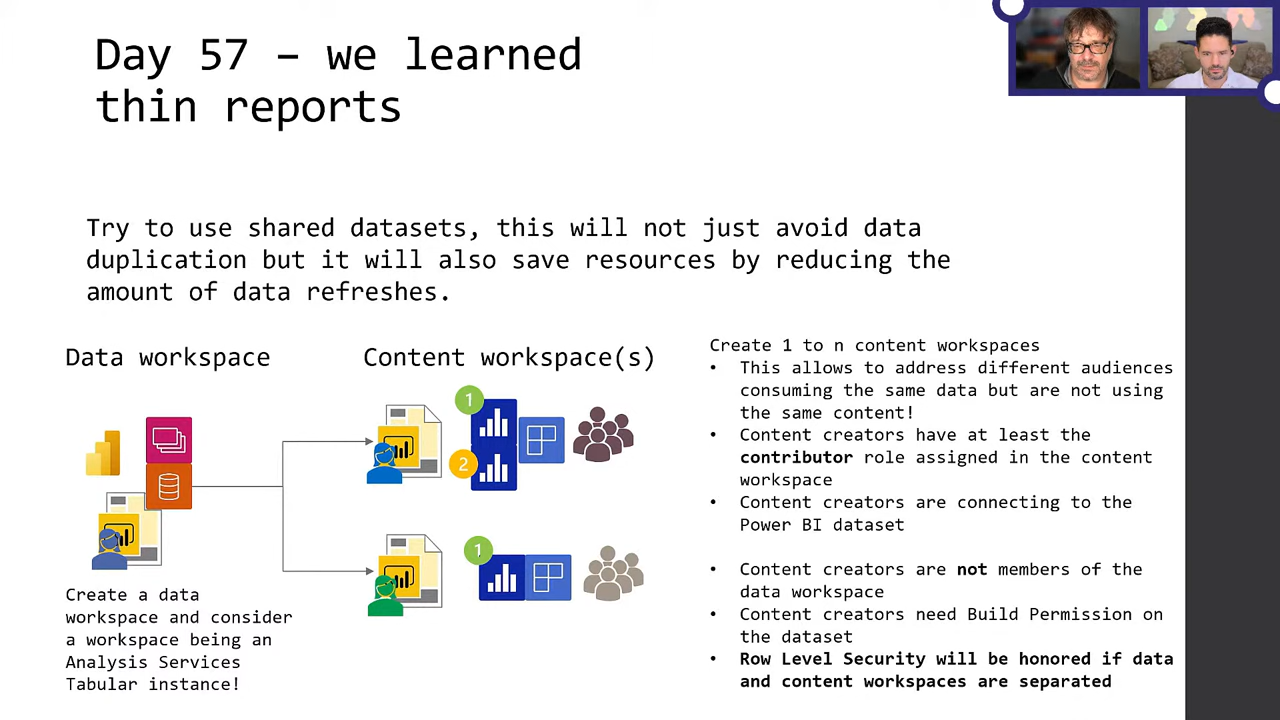 Day 57 – we learned
thin reports
Try to use shared datasets, this will not just avoid data
duplication but it will also save resources by reducing the
amount of data refreshes.
Data workspace
Content workspace(s)
1
2
1
Create a data
workspace and consider
a workspace being an
Analysis Services
Tabular instance!
Create 1 to n content workspaces
• This allows to address different audiences
consuming the same data but are not using
the same content!
• Content creators have at least the
contributor role assigned in the content
workspace
• Content creators are connecting to the
Power BI dataset
• Content creators are not members of the
data workspace
• Content creators need Build Permission on
the dataset
• Row Level Security will be honored if data
and content workspaces are separated